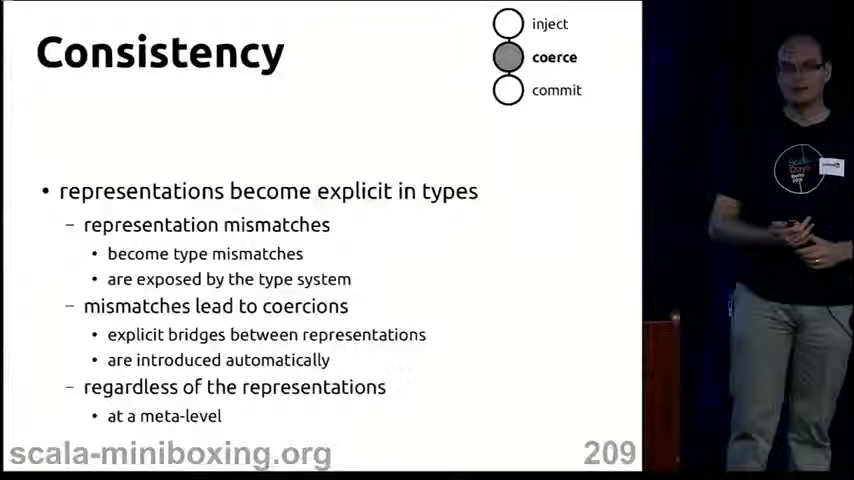 Consistency
inject
coerce
commit
• representations become explicit in types
– representation mismatches
• become type mismatches
• are exposed by the type system
– mismatches lead to coercions
• explicit bridges between representations
• are introduced automatically
– regardless of the representations
• at a meta-level
scala-miniboxing.org
209
Scala
Days